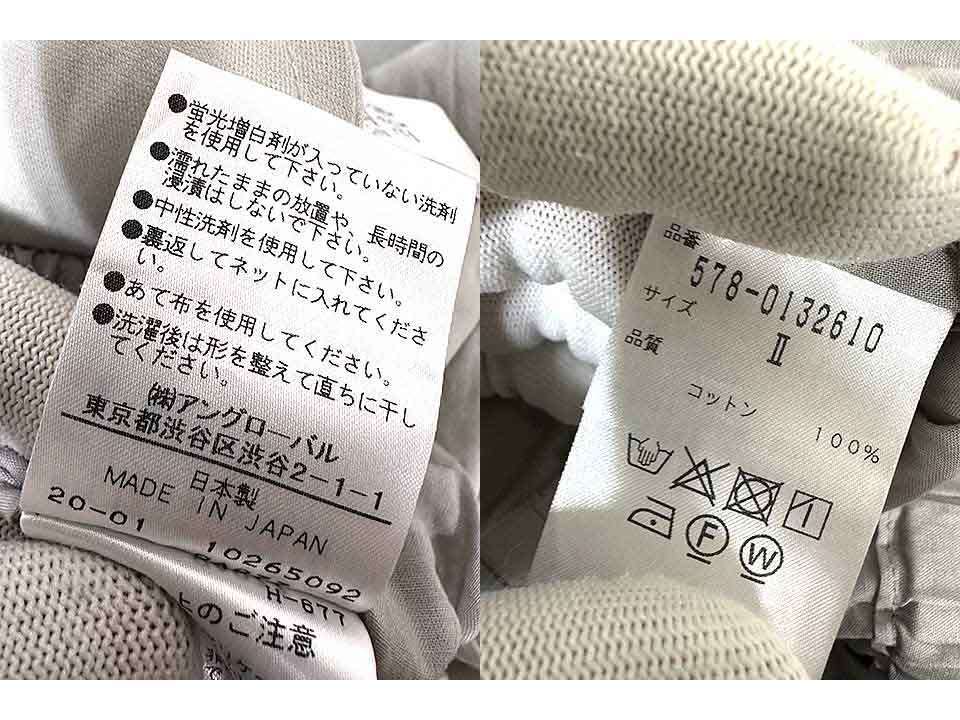 ●蛍光増白剤が入っていない洗剤
を使用して下さい。
●濡れたままの放置や、長時間の
浸漬はしないで下さい。
●中性洗剤を使用して下さい。
●裏返してネットに入れてくださ
い。
●あて布を使用してください。
●洗濯後は形を整えて直ちに干し
てください。
㈱アングローバル
東京都渋谷区渋谷2-1-1
日本製
MADE IN JAPAN
20-01
10265092
H-677
上のご注意
品番
578-0132610
サイズ
II
品質
コットン
100%
F
W